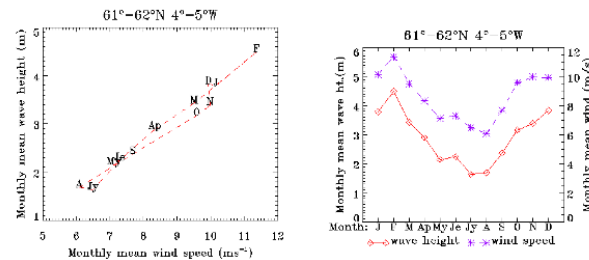 61°−62°N 4°−5°W
Monthly mean wave height (m)
5
4
3
2
1
F
DJ
M
N
O
Ap
S
Je
My
A
Jy
5 6 7 8 9 10 11 12
Monthly mean wind speed (ms⁻¹)
61°−62°N 4°−5°W
Monthly mean wave ht.(m)
6
5
4
3
2
1
0
12
10
8
6
4
2
0
Monthly mean wind (m/s)
Month: J F M A My Je Jy A S O N D
wave height wind speed